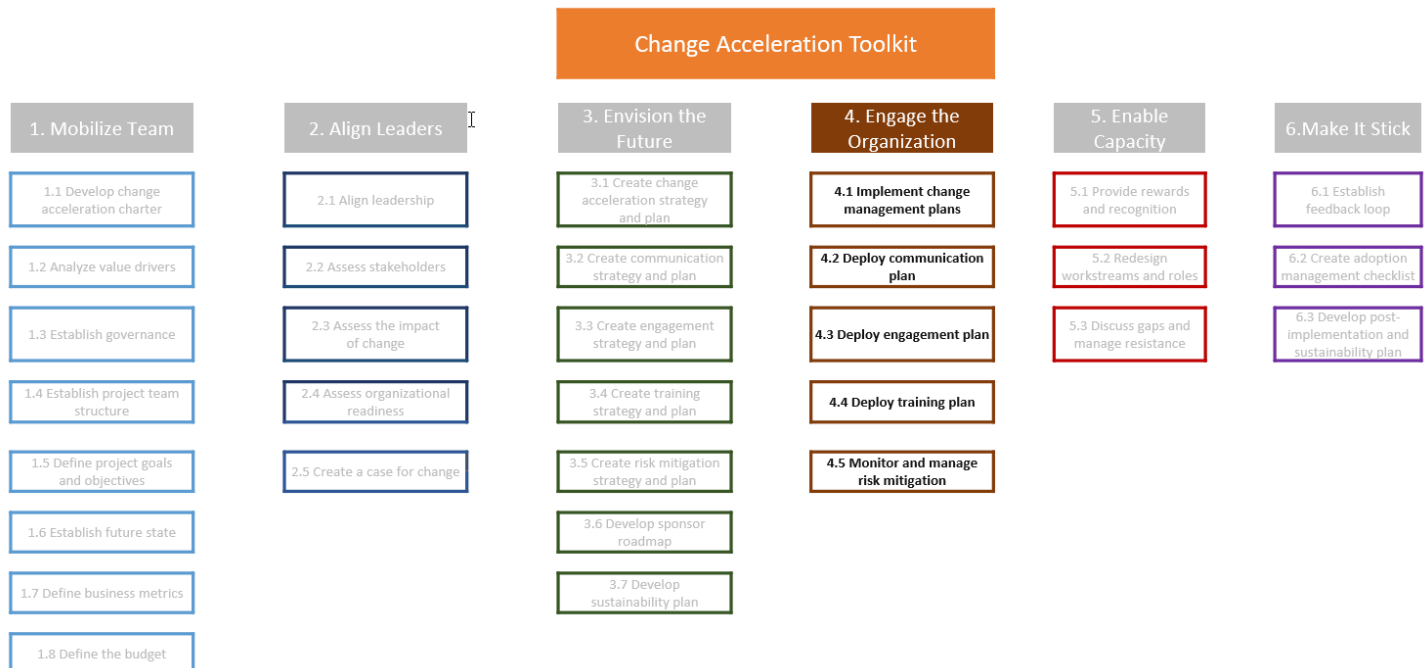 Change Acceleration Toolkit
1. Mobilize Team
1.1 Develop change
acceleration charter
1.2 Analyze value drivers
1.3 Establish governance
1.4 Establish project team
structure
1.5 Define project goals
and objectives
1.6 Establish future state
1.7 Define business metrics
1.8 Define the budget
2. Align Leaders
2.1 Align leadership
2.2 Assess stakeholders
2.3 Assess the impact
of change
2.4 Assess organizational
readiness
2.5 Create a case for change
3. Envision the
Future
3.1 Create change
acceleration strategy
and plan
3.2 Create communication
strategy and plan
3.3 Create engagement
strategy and plan
3.4 Create training
strategy and plan
3.5 Create risk mitigation
strategy and plan
3.6 Develop sponsor
roadmap
3.7 Develop
sustainability plan
4. Engage the
Organization
4.1 Implement change
management plans
4.2 Deploy communication
plan
4.3 Deploy engagement plan
4.4 Deploy training plan
4.5 Monitor and manage
risk mitigation
5. Enable
Capacity
5.1 Provide rewards
and recognition
5.2 Redesign
workstreams and roles
5.3 Discuss gaps and
manage resistance
6.Make It Stick
6.1 Establish
feedback loop
6.2 Create adoption
management checklist
6.3 Develop post-
implementation and
sustainability plan